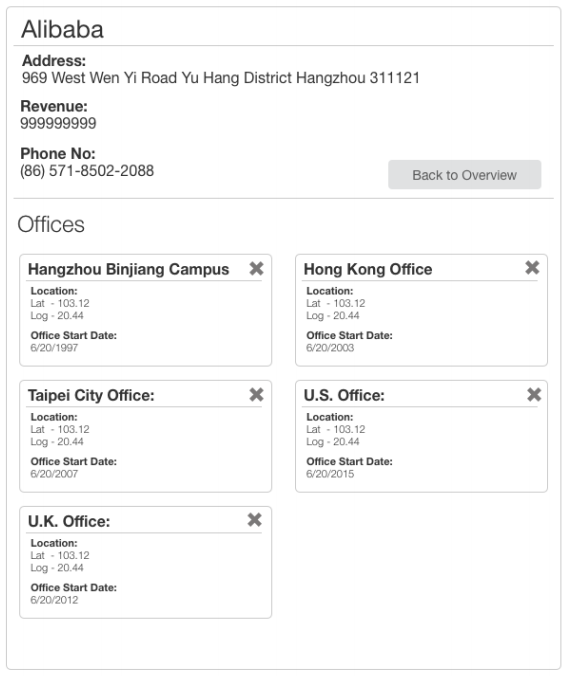 Alibaba
Address:
969 West Wen Yi Road Yu Hang District Hangzhou 311121
Revenue:
999999999
Phone No:
(86) 571-8502-2088
Back to Overview
Offices
Hangzhou Binjiang Campus
Location:
Lat - 103.12
Log - 20.44
Office Start Date:
6/20/1997
Hong Kong Office
Location:
Lat - 103.12
Log - 20.44
Office Start Date:
6/20/2003
Taipei City Office:
Location:
Lat - 103.12
Log - 20.44
Office Start Date:
6/20/2007
U.S. Office:
Location:
Lat - 103.12
Log - 20.44
Office Start Date:
6/20/2015
U.K. Office:
Location:
Lat - 103.12
Log - 20.44
Office Start Date:
6/20/2012